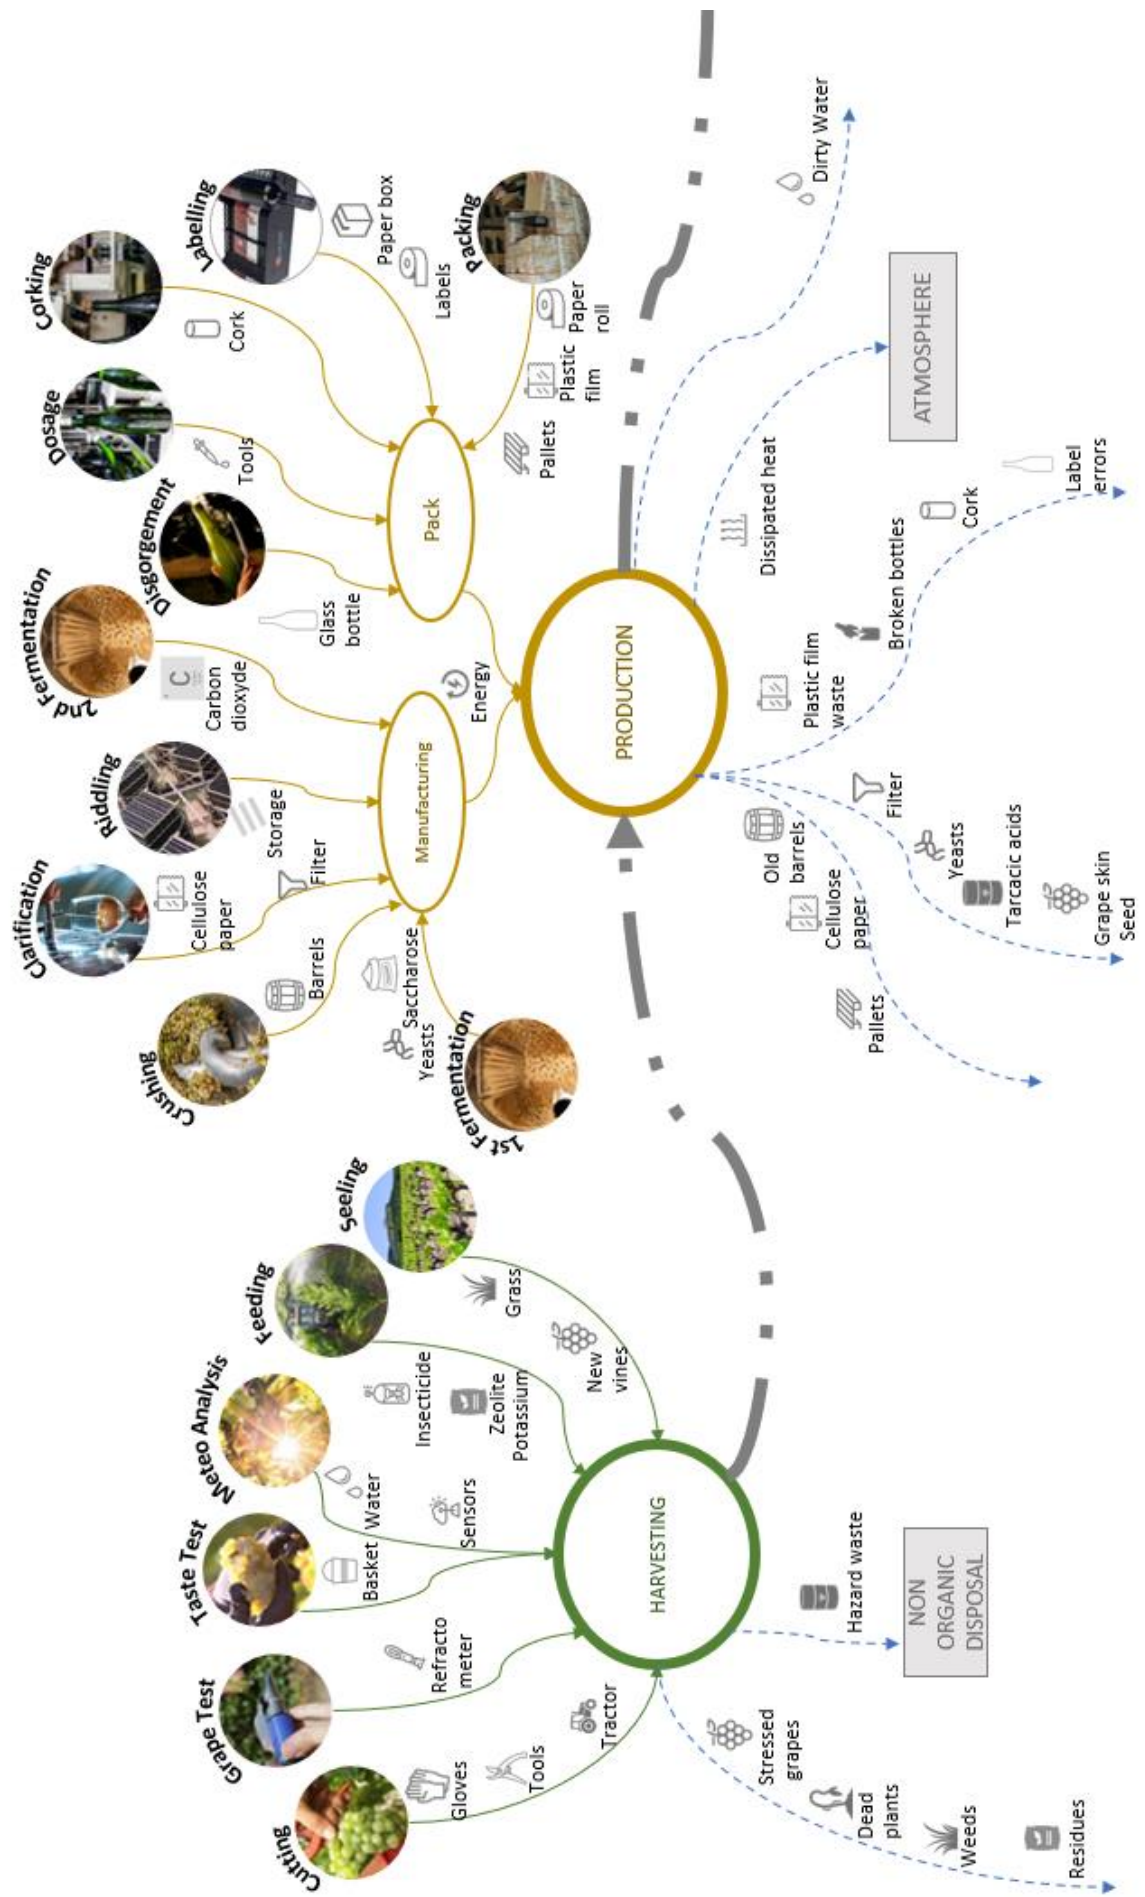 Cutting
Grape Test
Taste Test
Meteo Analysis
Feeding
Seeling
Gloves
Tools
Tractor
Refracto
meter
Basket
Water
Sensors
Insecticide
Zeolite
Potassium
Grass
New
vines
HARVESTING
Stressed
grapes
Dead
plants
Weeds
Residues
Hazard waste
NON
ORGANIC
DISPOSAL
1st Fermentation
Crushing
Clarification
Riddling
2nd Fermentation
Disgorgement
Dosage
Corking
Labelling
Packing
Yeasts
Saccharose
Barrels
Cellulose
paper
Filter
Storage
Carbon
dioxyde
C
Glass
bottle
Tools
Cork
Paper box
Labels
Paper
roll
Plastic
film
Pallets
Manufacturing
Pack
Energy
PRODUCTION
Pallets
Cellulose
paper
Old
barrels
Filter
Yeasts
Tarcacic acids
Grape skin
Seed
Plastic film
waste
Broken bottles
Cork
Label
errors
Dissipated heat
ATMOSPHERE
Dirty Water